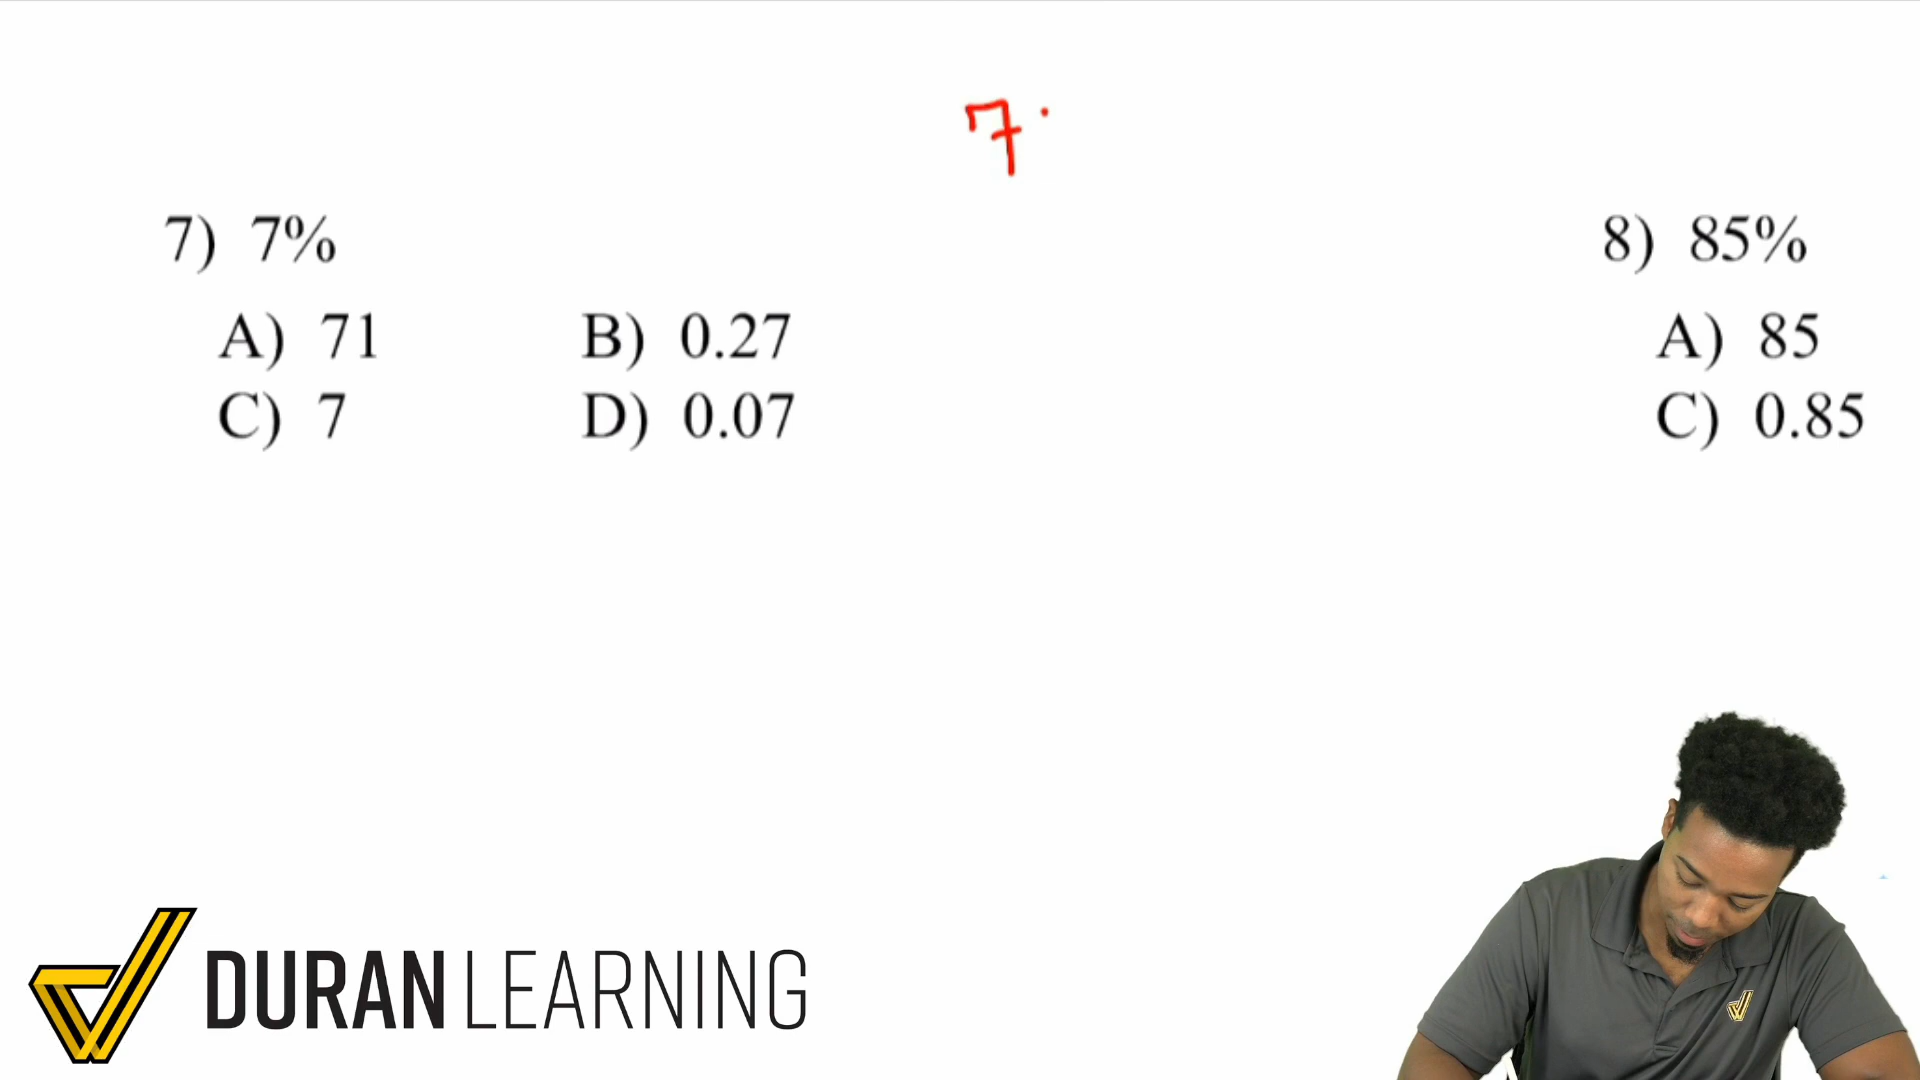 7
7) 7%
A) 71
B) 0.27
C) 7
D) 0.07
8) 85%
A) 85
C) 0.85
DURAN LEARNING